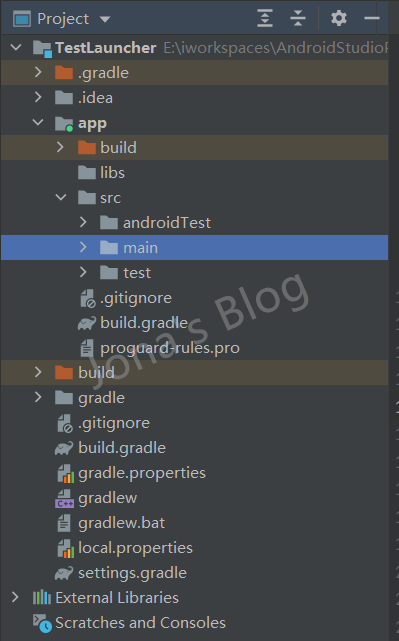 Project
TestLauncher E:\iworkspaces\AndroidStudioP
.gradle
.idea
app
build
libs
src
androidTest
main
test
.gitignore
build.gradle
proguard-rules.pro
Jona's Blog
build
gradle
.gitignore
build.gradle
gradle.properties
gradlew
C++
gradlew.bat
local.properties
settings.gradle
External Libraries
Scratches and Consoles